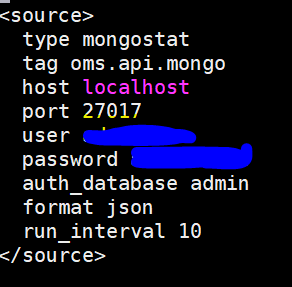 <source>
type mongostat
tag oms.api.mongo
host localhost
port 27017
user
password
auth_database admin
format json
run_interval 10
</source>